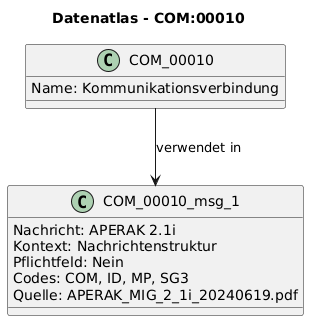 Datenatlas - COM:00010
C COM_00010
Name: Kommunikationsverbindung
verwendet in
C COM_00010_msg_1
Nachricht: APERAK 2.1i
Kontext: Nachrichtenstruktur
Pflichtfeld: Nein
Codes: COM, ID, MP, SG3
Quelle: APERAK_MIG_2_1i_20240619.pdf